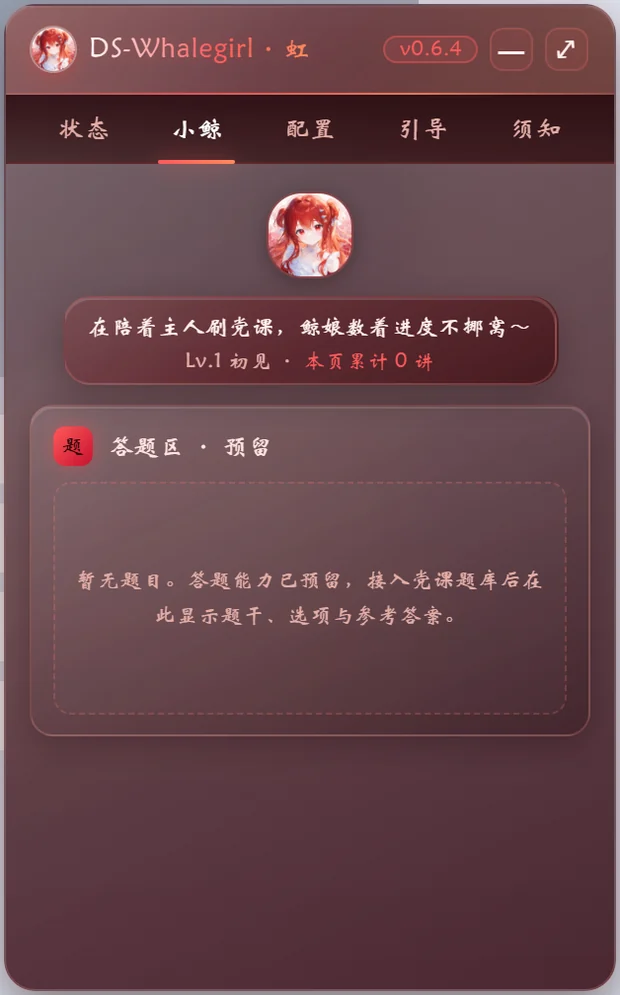 DS-Whalegirl · 虹
v0.6.4
状态 小鲸 配置 引导 须知
在陪着主人刷党课，鲸娘数着进度不挪窝～
Lv.1 初见 · 本页累计 0 讲
题 答题区 · 预留
暂无题目。答题能力已预留，接入党课题库后在
此显示题干、选项与参考答案。